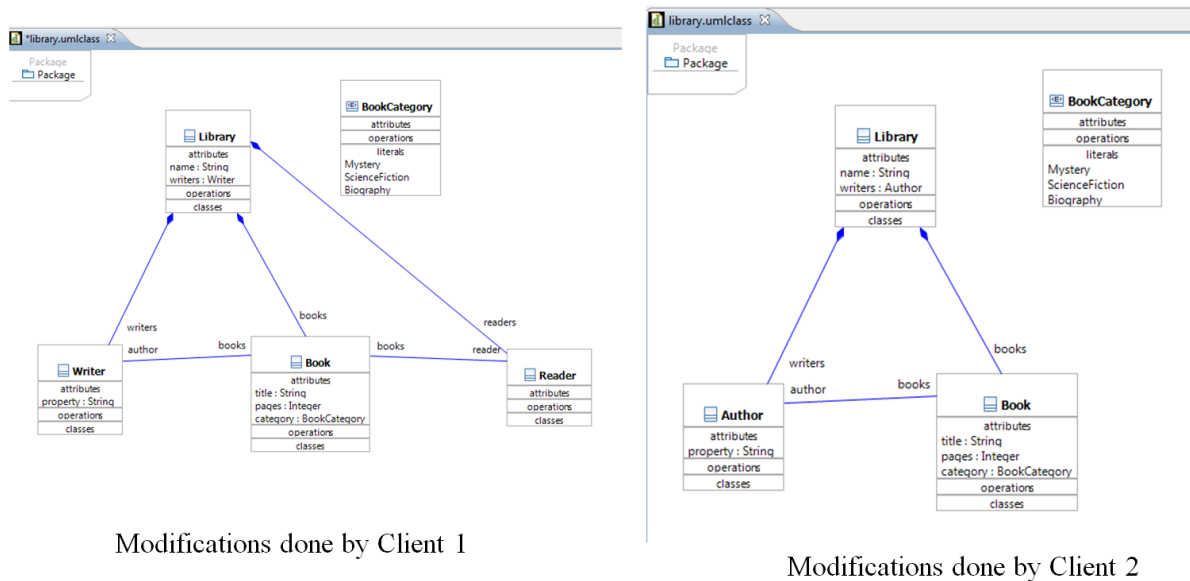 *library.umlclass
Package
Package
BookCategory
attributes
operations
literals
Mystery
ScienceFiction
Biography
Library
attributes
name : String
writers : Writer
operations
classes
writers
books
readers
author
books
books
reader
Writer
attributes
property : String
operations
classes
Book
attributes
title : String
pages : Integer
category : BookCategory
operations
classes
Reader
attributes
operations
classes
Modifications done by Client 1
library.umlclass
Package
Package
BookCategory
attributes
operations
literals
Mystery
ScienceFiction
Biography
Library
attributes
name : String
writers : Author
operations
classes
writers
books
author
books
Author
attributes
property : String
operations
classes
Book
attributes
title : String
pages : Integer
category : BookCategory
operations
classes
Modifications done by Client 2